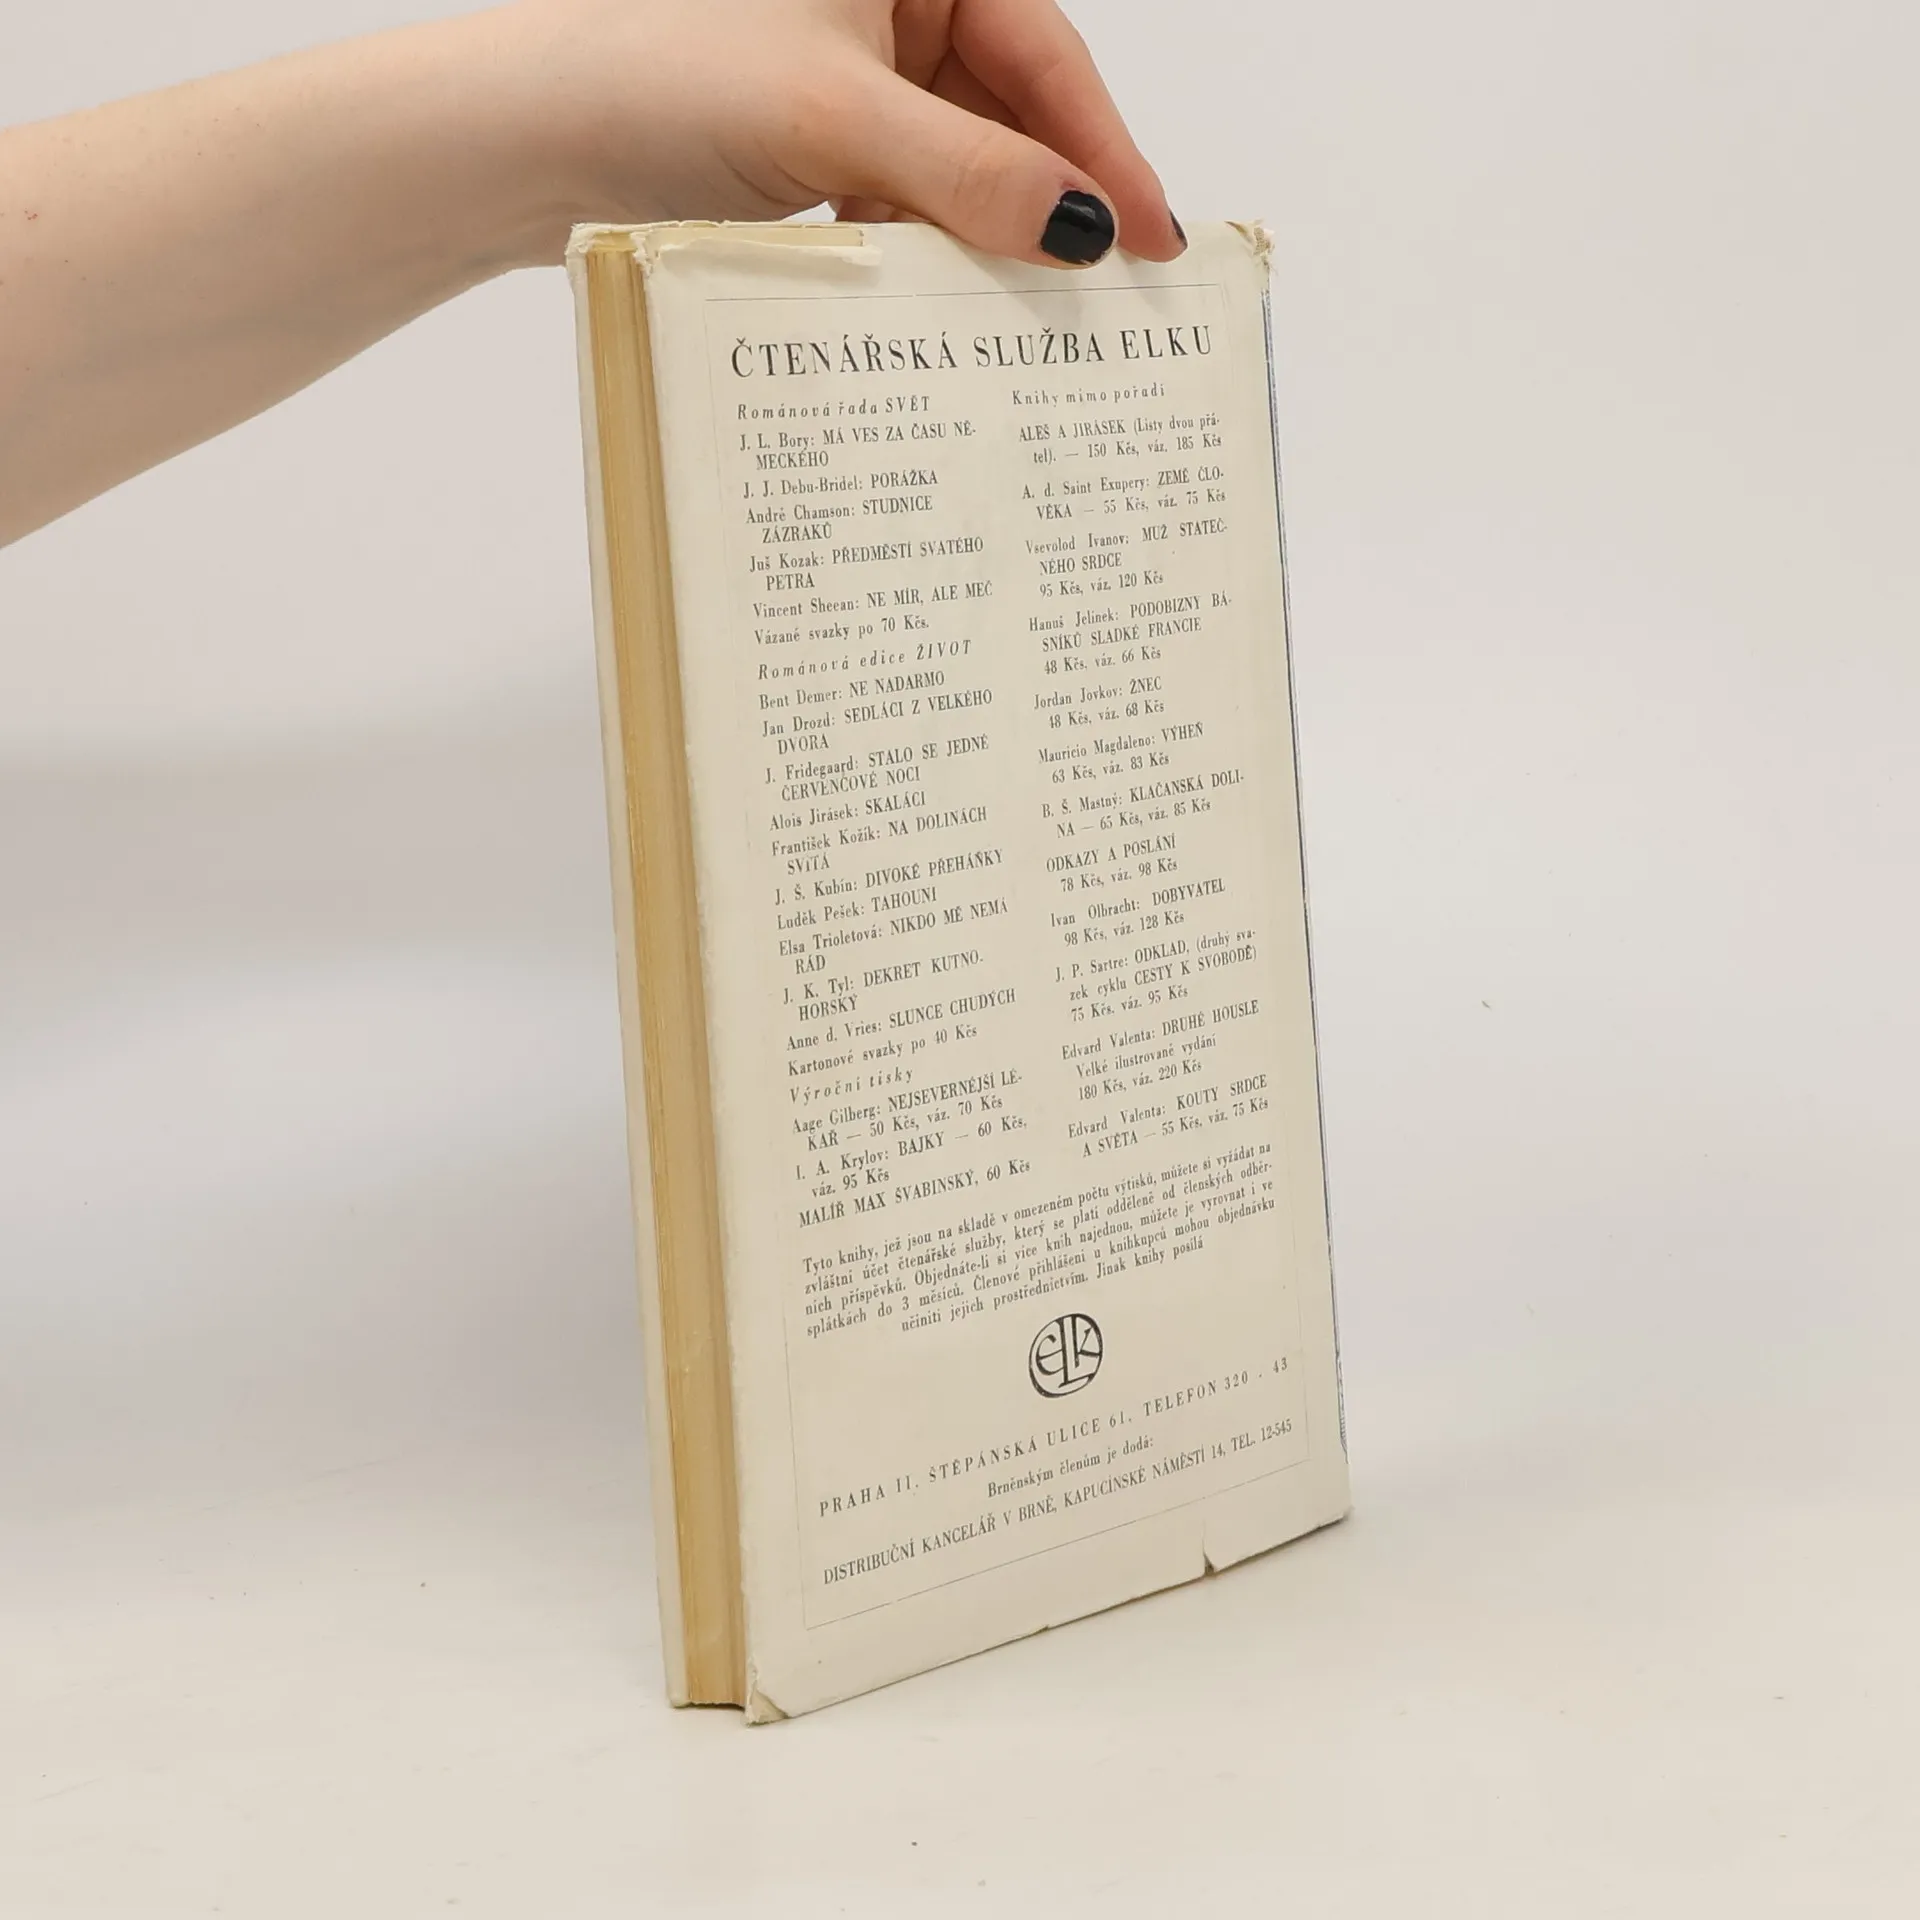 ČTENÁŘSKÁ SLUŽBA ELKU
Románová řada SVĚT
J. L. Bory: MÁ VES ZA ČASU NĚ-
MECKÉHO
J. J. Debu-Bridel: PORÁŽKA
André Chamson: STUDNICE
ZÁZRAKŮ
Juš Kozak: PŘEDMĚSTÍ SVATÉHO
PETRA
Vincent Sheean: NE MÍR, ALE MEČ
Vázané svazky po 70 Kčs.
Románová edice ŽIVOT
Bent Demer: NE NADARMO
Jan Drozd: SEDLÁCI Z VELKÉHO
DVORA
J. Fridegaard: STALO SE JEDNÉ
ČERVENCOVÉ NOCI
Alois Jirásek: SKALÁCI
František Kožík: NA DOLINÁCH
SVÍTÁ
J. Š. Kubín: DIVOKÉ PŘEHÁŇKY
Luděk Pešek: TAHOUNI
Elsa Trioletová: NIKDO MĚ NEMÁ
RÁD
J. K. Tyl: DEKRET KUTNO-
HORSKÝ
Anne d. Vries: SLUNCE CHUDÝCH
Kartonové svazky po 40 Kčs
Výroční tisky
Aage Gilberg: NEJSEVERNĚJŠÍ LÉ-
KAŘ — 50 Kčs, váz. 70 Kčs
I. A. Krylov: BAJKY — 60 Kčs,
váz. 95 Kčs
MALÍŘ MAX ŠVABINSKÝ, 60 Kčs
Knihy mimo pořadí
ALEŠ A JIRÁSEK (Listy dvou přá-
tel). — 150 Kčs, váz. 185 Kčs
A. d. Saint Exupery: ZEMĚ ČLO-
VĚKA — 55 Kčs, váz. 75 Kčs
Vsevolod Ivanov: MUŽ STATEČ-
NÉHO SRDCE
95 Kčs, váz. 120 Kčs
Hanuš Jelínek: PODOBIZNY BÁ-
SNÍKŮ SLADKÉ FRANCIE
48 Kčs, váz. 66 Kčs
Jordan Jovkov: ŽNEC
48 Kčs, váz. 68 Kčs
Mauricio Magdaleno: VÝHEŇ
63 Kčs, váz. 83 Kčs
B. Š. Mastný: KLAČANSKÁ DOLI-
NA — 65 Kčs, váz. 85 Kčs
ODKAZY A POSLÁNÍ
78 Kčs, váz. 98 Kčs
Ivan Olbracht: DOBYVATEL
98 Kčs, váz. 128 Kčs
J. P. Sartre: ODKLAD, (druhý sva-
zek cyklu CESTY K SVOBODĚ)
75 Kčs, váz. 95 Kčs
Edvard Valenta: DRUHÉ HOUSLE
Velké ilustrované vydání
180 Kčs, váz. 220 Kčs
Edvard Valenta: KOUTY SRDCE
A SVĚTA — 55 Kčs, váz. 75 Kčs
Tyto knihy, jež jsou na skladě v omezeném počtu výtisků, můžete si vyžádat na
zvláštní účet čtenářské služby, který se platí odděleně od členských odběr-
ních příspěvků. Objednáte-li si více knih najednou, můžete je vyrovnat i ve
splátkách do 3 měsíců. Členové přihlášení u knihkupců mohou objednávku
učiniti jejich prostřednictvím. Jinak knihy posílá
ELK
PRAHA II, ŠTĚPÁNSKÁ ULICE 61, TELEFON 320 - 43
Brněnským členům je dodá:
DISTRIBUČNÍ KANCELÁŘ V BRNĚ, KAPUCÍNSKÉ NÁMĚSTÍ 14, TEL. 12-545